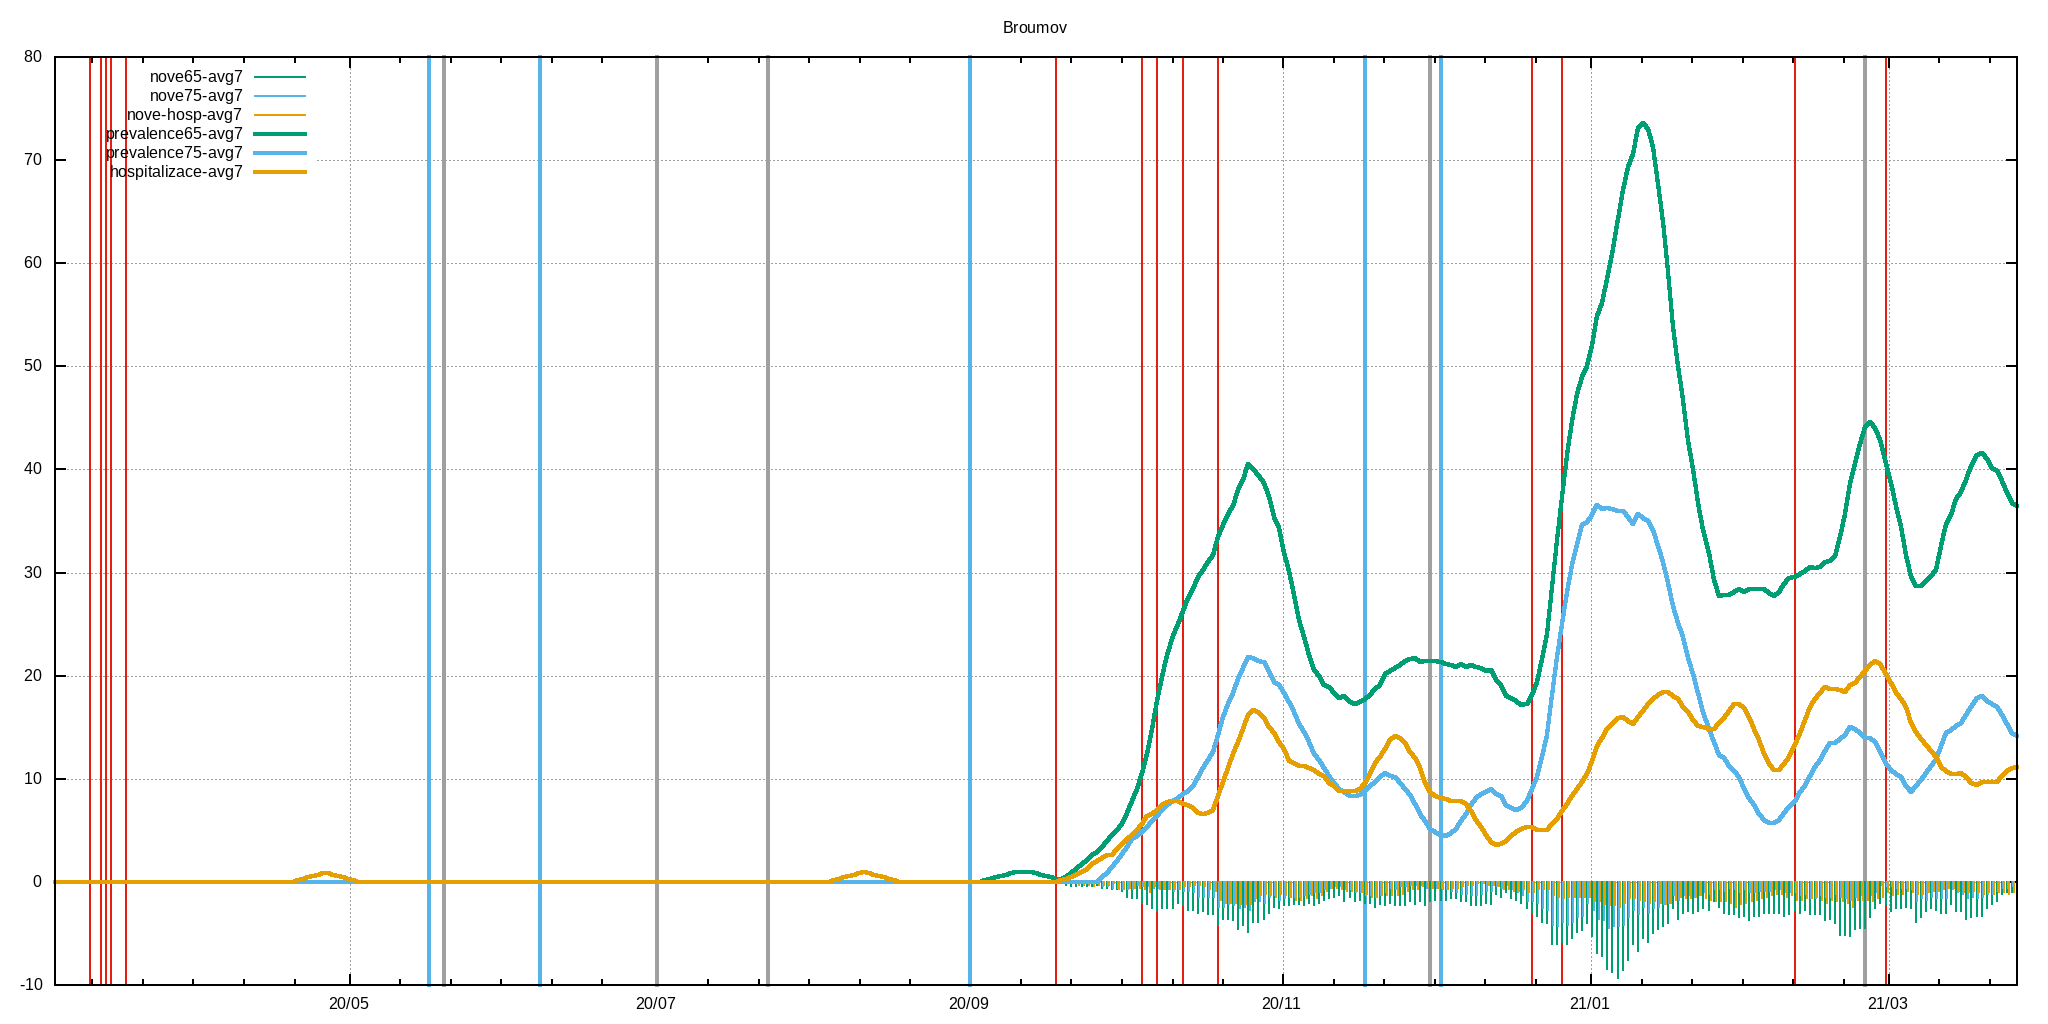 Broumov
80
70
60
50
40
30
20
10
0
-10
nove65-avg7
nove75-avg7
nove-hosp-avg7
prevalence65-avg7
prevalence75-avg7
hospitalizace-avg7
20/05
20/07
20/09
20/11
21/01
21/03